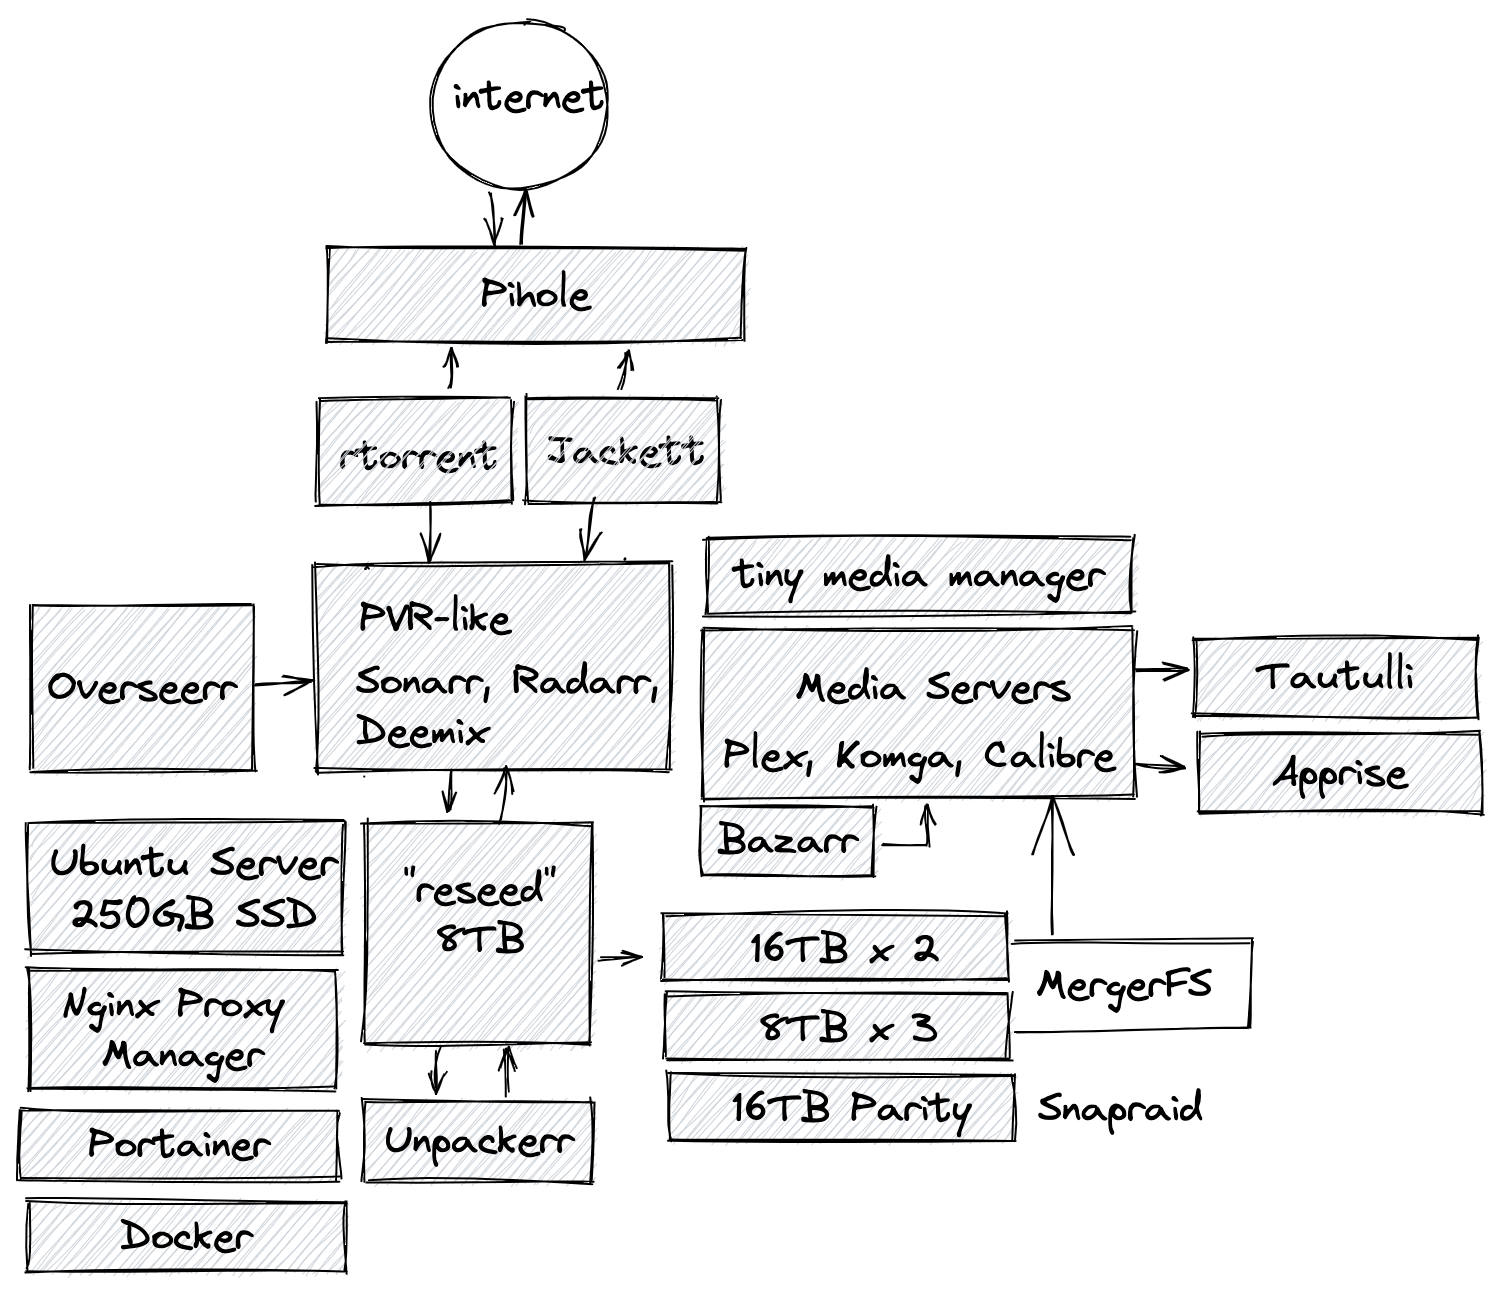 internet
Pihole
rtorrent
Jackett
tiny media manager
PVR-like
Sonarr, Radarr,
Deemix
Overseerr
Media Servers
Plex, Komga, Calibre
Tautulli
Apprise
Bazarr
Ubuntu Server
250GB SSD
"reseed"
8TB
16TB x 2
8TB x 3
MergerFS
Nginx Proxy
Manager
16TB Parity
Snapraid
Portainer
Unpackerr
Docker